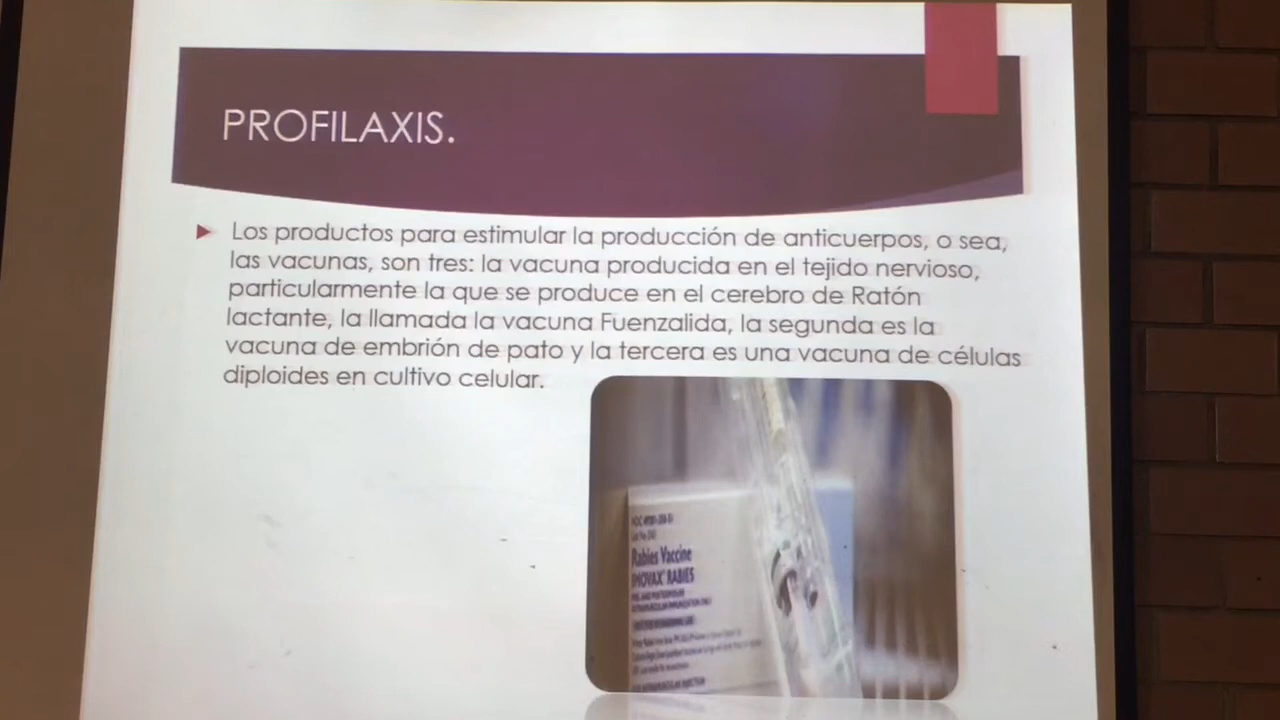 PROFILAXIS.
Los productos para estimular la producción de anticuerpos, o sea,
las vacunas, son tres: la vacuna producida en el tejido nervioso,
particularmente la que se produce en el cerebro de Ratón
lactante, la llamada la vacuna Fuenzalida, la segunda es la
vacuna de embrión de pato y la tercera es una vacuna de células
diploides en cultivo celular.
Rabies Vaccine
IMOVAX® RABIES